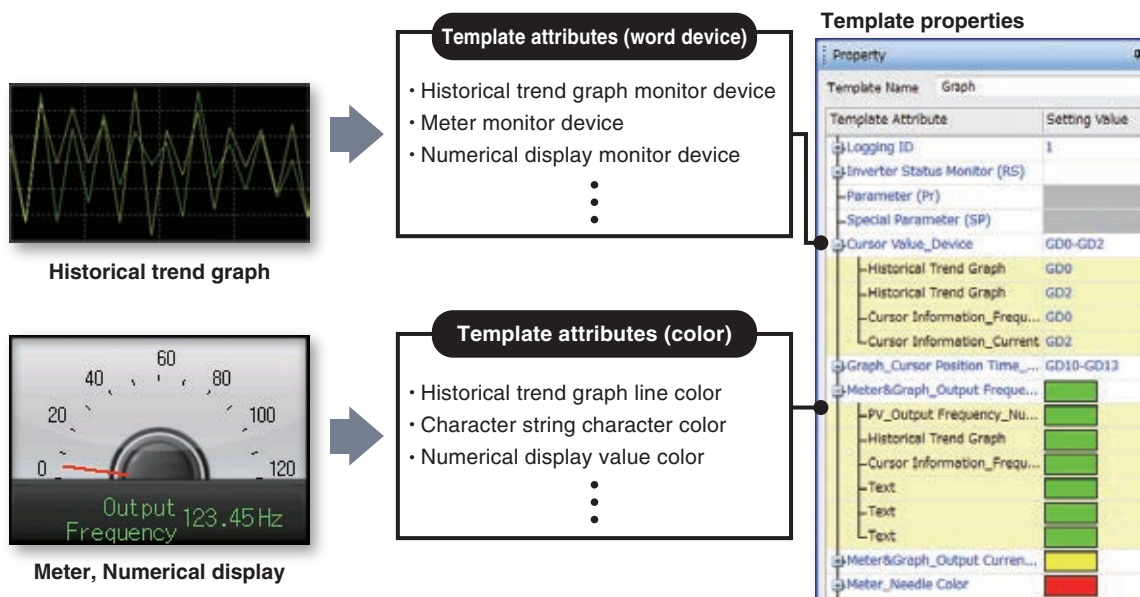 Template properties
Template attributes (word device)
• Historical trend graph monitor device
• Meter monitor device
• Numerical display monitor device
Historical trend graph
Template attributes (color)
• Historical trend graph line color
• Character string character color
• Numerical display value color
0
20
40
60
80
100
120
Output
Frequency
123.45Hz
Meter, Numerical display
Property
Template Name Graph
Template Attribute Setting Value
Logging ID 1
Inverter Status Monitor (RS)
Parameter (Pr)
Special Parameter (SP)
Cursor Value_Device GD0-GD2
Historical Trend Graph GD0
Historical Trend Graph GD2
Cursor Information_Frequ... GD0
Cursor Information_Current GD2
Graph_Cursor Position Time_... GD10-GD13
Meter&Graph_Output Freque...
PV_Output Frequency_Nu...
Historical Trend Graph
Cursor Information_Frequ...
Text
Text
Text
Meter&Graph_Output Curren...
Meter_Needle Color